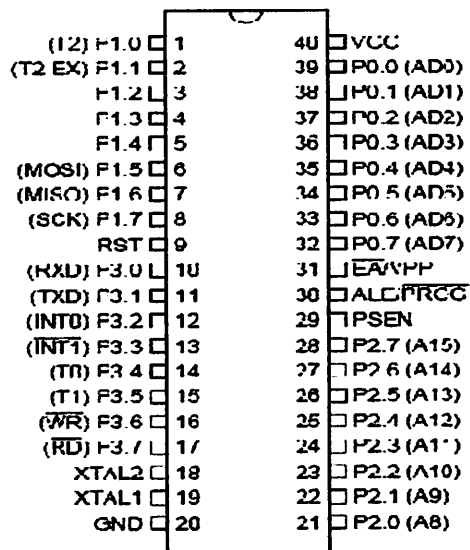 (T2) P1.0 1 40 VCC
(T2 EX) P1.1 2 39 P0.0 (AD0)
P1.2 3 38 P0.1 (AD1)
P1.3 4 37 P0.2 (AD2)
P1.4 5 36 P0.3 (AD3)
(MOSI) P1.5 6 35 P0.4 (AD4)
(MISO) P1.6 7 34 P0.5 (AD5)
(SCK) P1.7 8 33 P0.6 (AD6)
RST 9 32 P0.7 (AD7)
(RXD) P3.0 10 31 EA/VPP
(TXD) P3.1 11 30 ALE/PROG
(INT0) P3.2 12 29 PSEN
(INT1) P3.3 13 28 P2.7 (A15)
(T0) P3.4 14 27 P2.6 (A14)
(T1) P3.5 15 26 P2.5 (A13)
(WR) P3.6 16 25 P2.4 (A12)
(RD) P3.7 17 24 P2.3 (A11)
XTAL2 18 23 P2.2 (A10)
XTAL1 19 22 P2.1 (A9)
GND 20 21 P2.0 (A8)